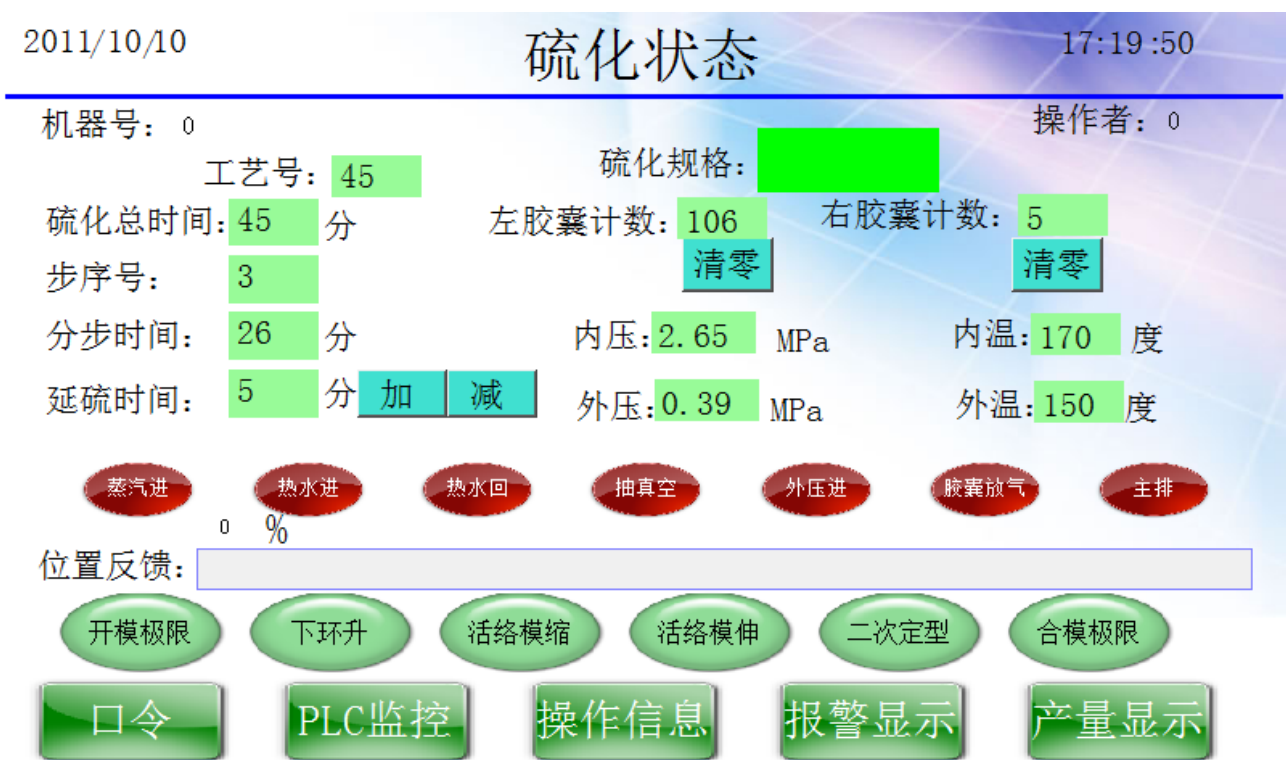 2011/10/10 硫化状态 17:19:50
机器号: 0 操作者: 0
工艺号: 45 硫化规格:
硫化总时间: 45 分 左胶囊计数: 106 右胶囊计数: 5
清零 清零
步序号: 3
分步时间: 26 分 内压: 2.65 MPa 内温: 170 度
延硫时间: 5 分 加 减 外压: 0.39 MPa 外温: 150 度
蒸汽进 热水进 热水回 抽真空 外压进 胶囊放气 主排
0 %
位置反馈:
开模极限 下环升 活络模缩 活络模伸 二次定型 合模极限
口令 PLC监控 操作信息 报警显示 产量显示